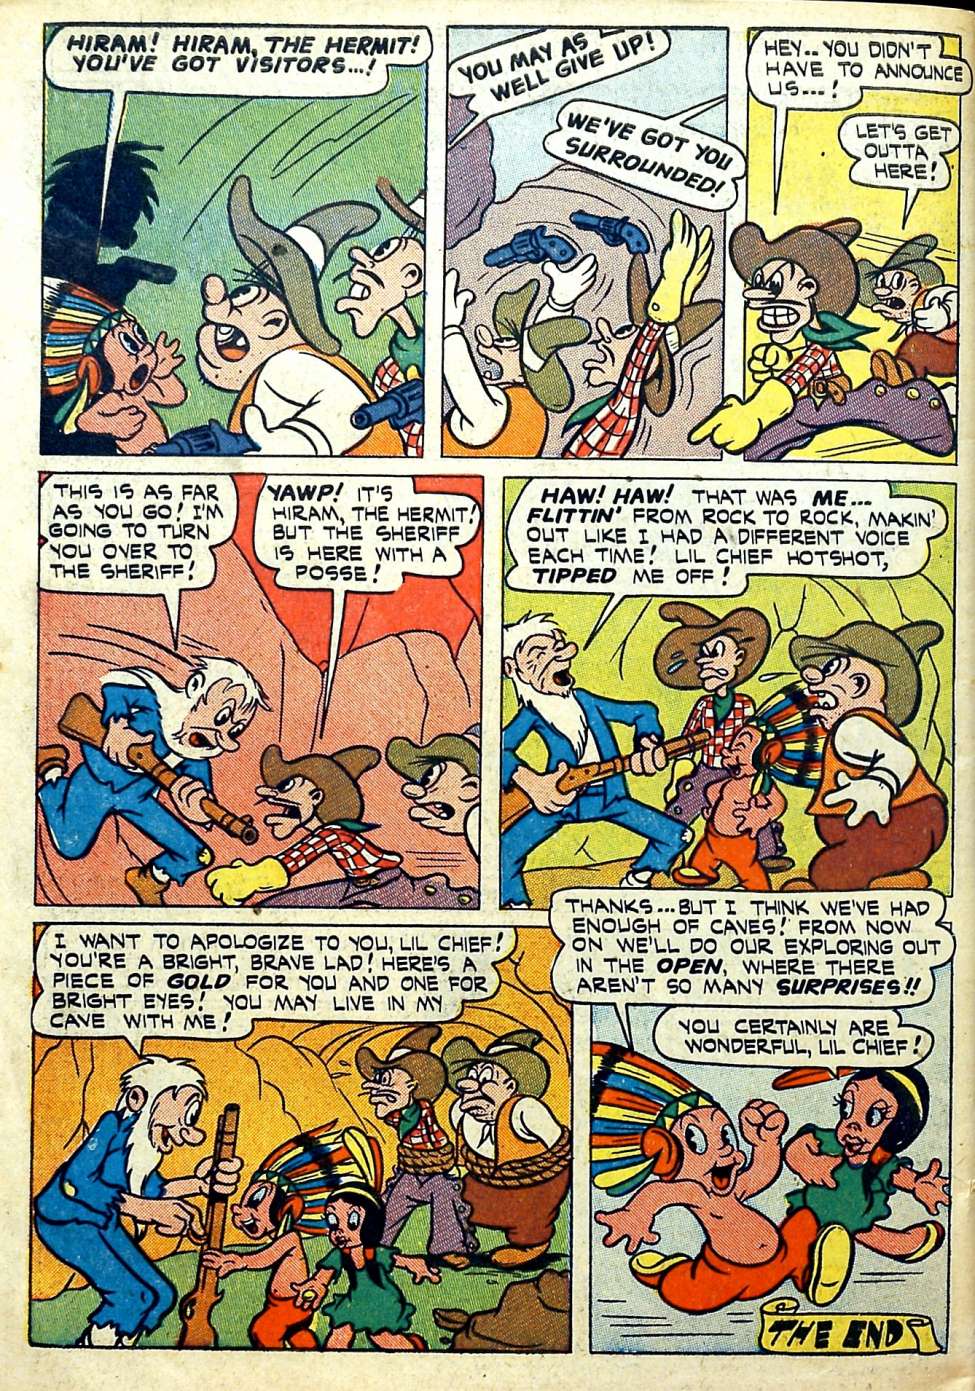 HIRAM! HIRAM, THE HERMIT!
YOU'VE GOT VISITORS...!
YOU MAY AS
WELL GIVE UP!
WE'VE GOT YOU
SURROUNDED!
HEY.. YOU DIDN'T
HAVE TO ANNOUNCE
US...!
LET'S GET
OUTTA
HERE!
THIS IS AS FAR
AS YOU GO! I'M
GOING TO TURN
YOU OVER TO
THE SHERIFF!
YAWP! IT'S
HIRAM, THE HERMIT!
BUT THE SHERIFF
IS HERE WITH A
POSSE!
HAW! HAW! THAT WAS ME...
FLITTIN' FROM ROCK TO ROCK, MAKIN'
OUT LIKE I HAD A DIFFERENT VOICE
EACH TIME! LIL CHIEF HOTSHOT,
TIPPED ME OFF!
I WANT TO APOLOGIZE TO YOU, LIL CHIEF!
YOU'RE A BRIGHT, BRAVE LAD! HERE'S A
PIECE OF GOLD FOR YOU AND ONE FOR
BRIGHT EYES! YOU MAY LIVE IN MY
CAVE WITH ME!
THANKS...BUT I THINK WE'VE HAD
ENOUGH OF CAVES! FROM NOW
ON WE'LL DO OUR EXPLORING OUT
IN THE OPEN, WHERE THERE
AREN'T SO MANY SURPRISES!!
YOU CERTAINLY ARE
WONDERFUL, LIL CHIEF!
THE END